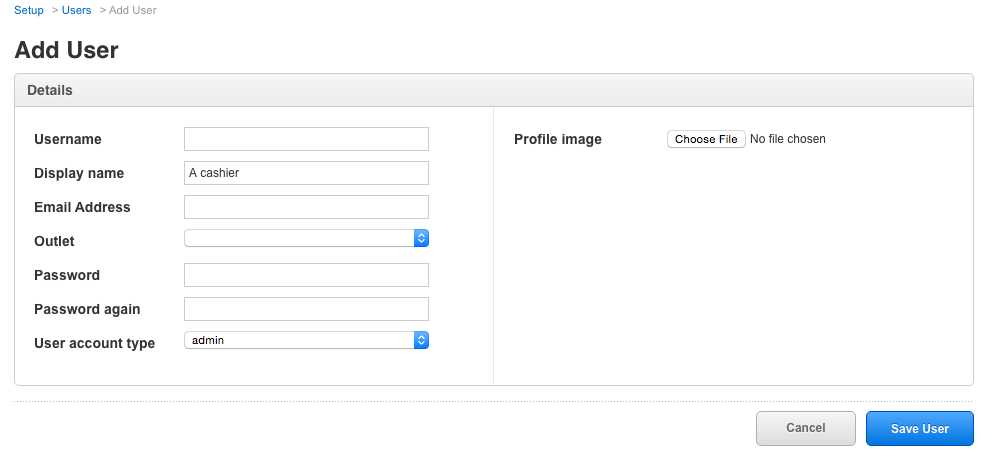 Setup > Users > Add User
Add User
Details
Username
Display name A cashier
Email Address
Outlet
Password
Password again
User account type admin
Profile image Choose File No file chosen
Cancel Save User